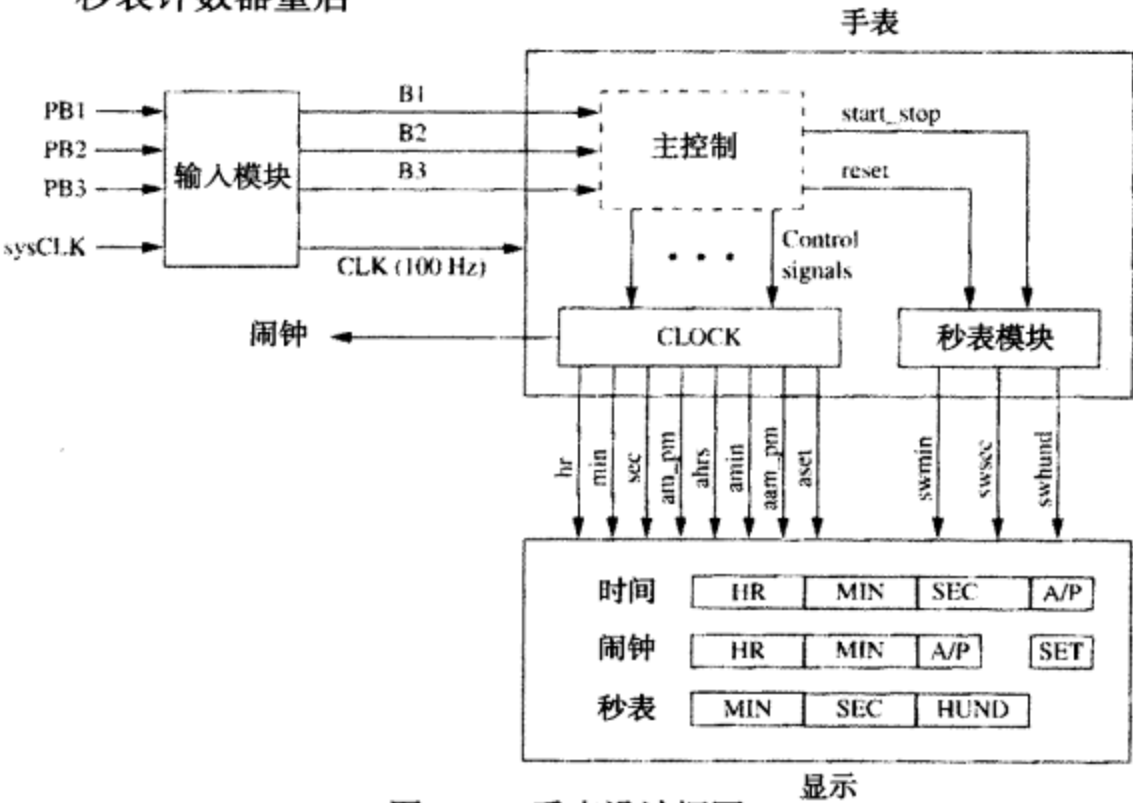 手表
PB1
PB2
PB3
sysCLK
输入模块
B1
B2
B3
CLK (100 Hz)
主控制
start_stop
reset
Control
signals
闹钟
CLOCK
秒表模块
hr
min
sec
am_pm
ahrs
amin
aam_pm
aset
swmin
swsec
swhund
时间 HR MIN SEC A/P
闹钟 HR MIN A/P SET
秒表 MIN SEC HUND
显示